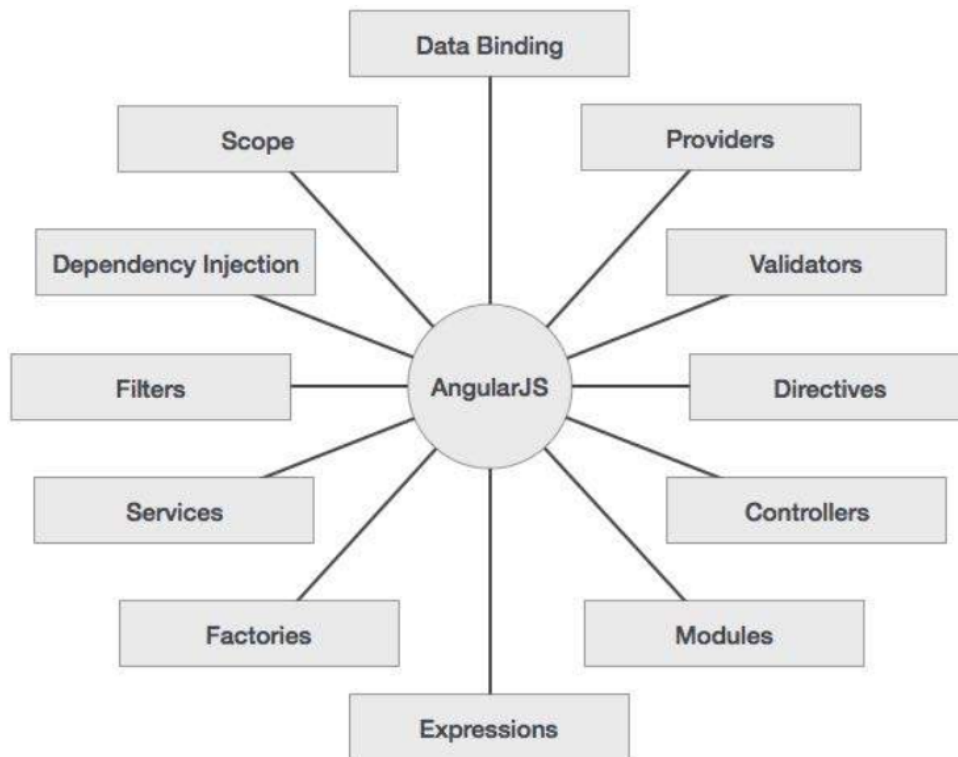 Data Binding
Scope
Providers
Dependency Injection
Validators
Filters
AngularJS
Directives
Services
Controllers
Factories
Modules
Expressions